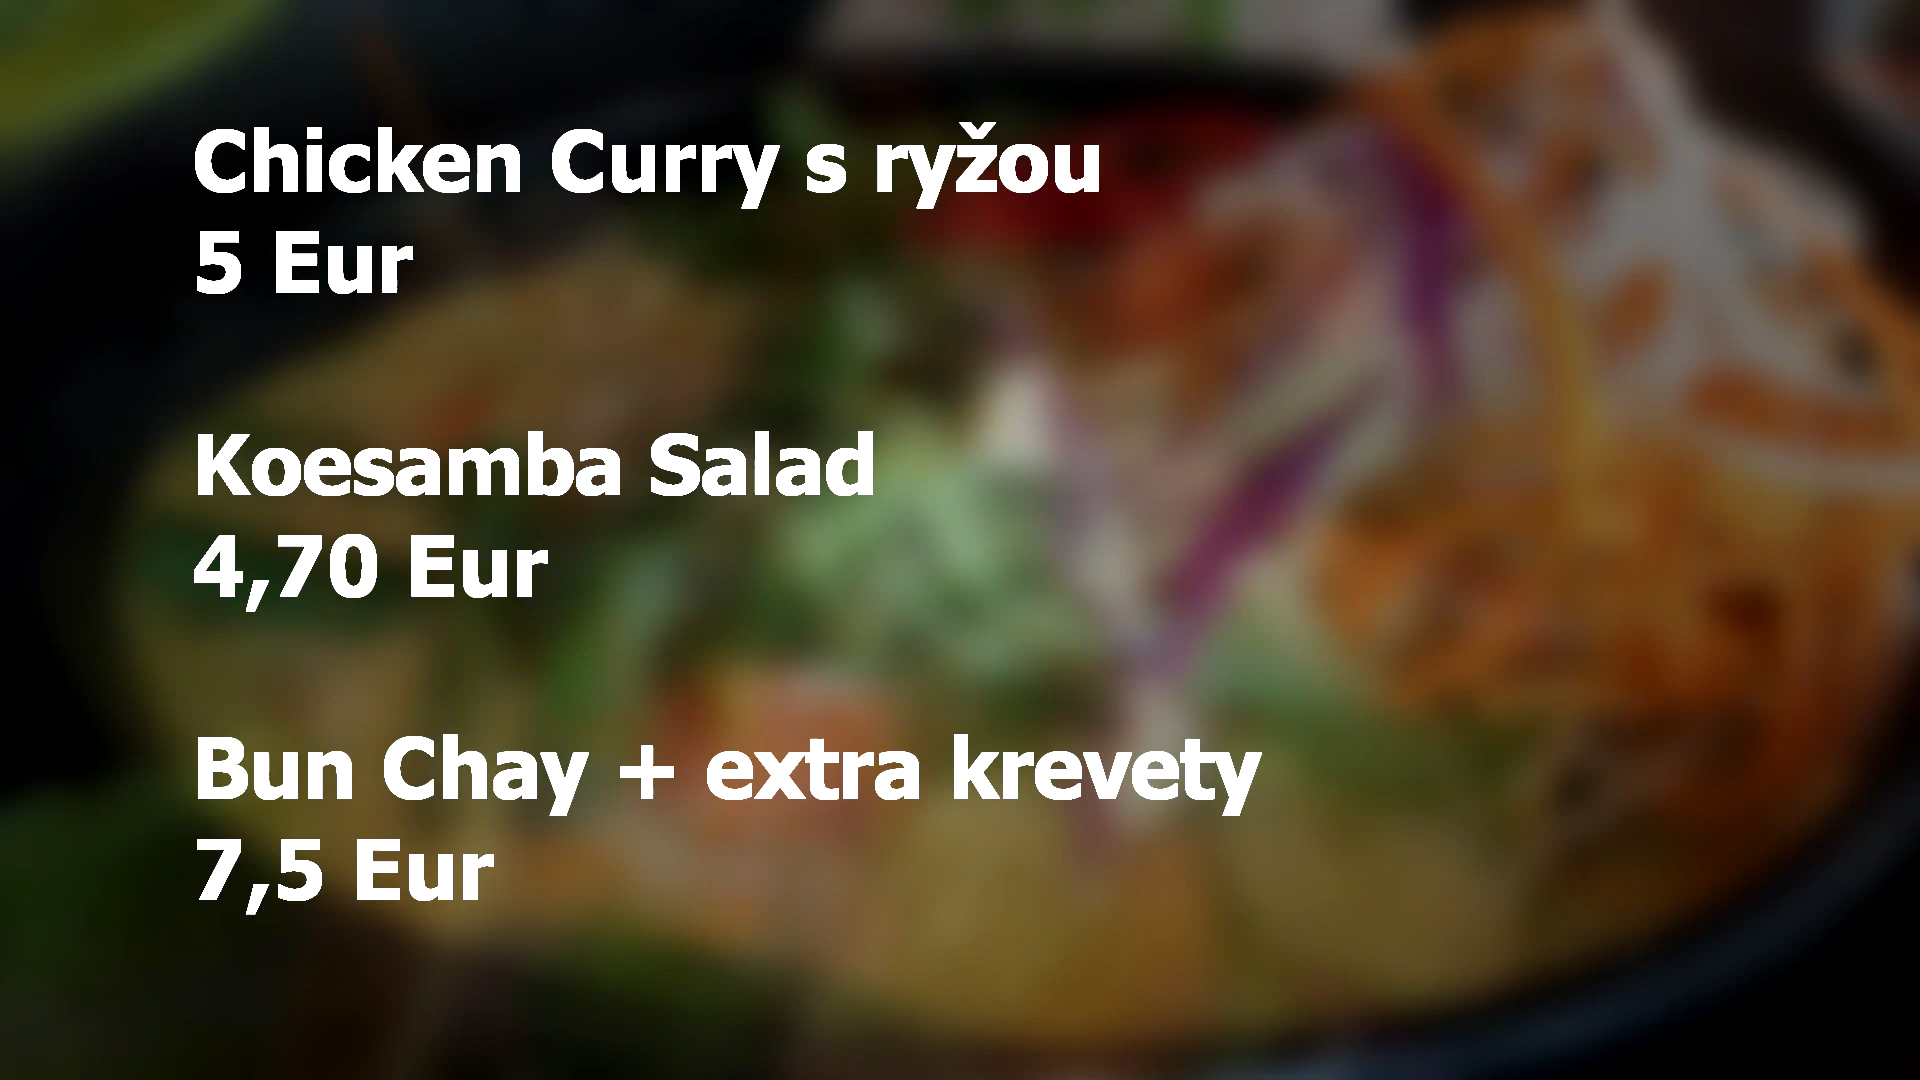 Chicken Curry s ryžou
5 Eur
Koesamba Salad
4,70 Eur
Bun Chay + extra krevety
7,5 Eur